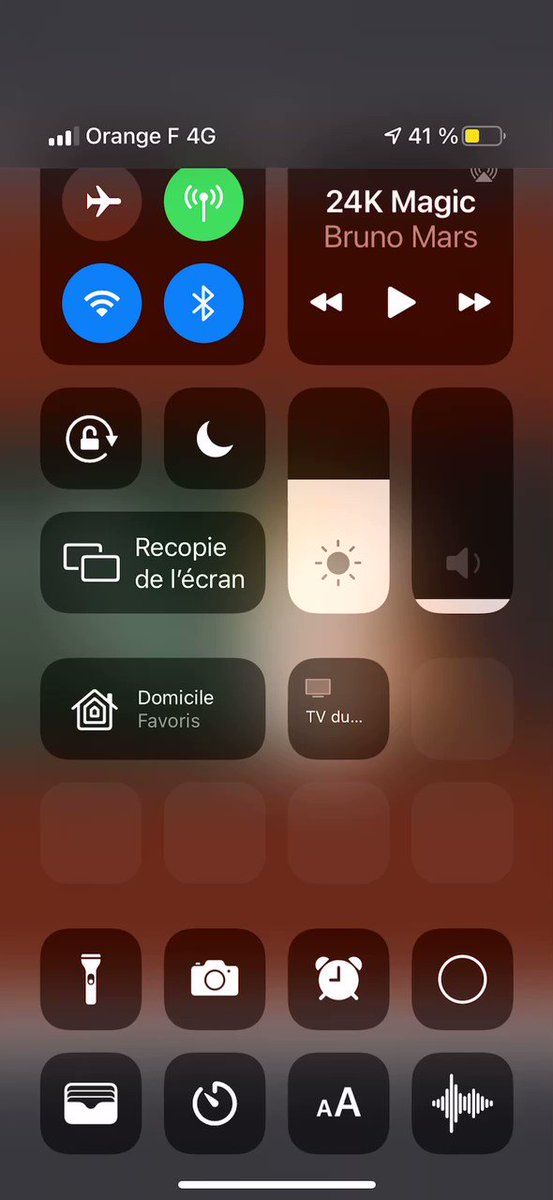 Orange F 4G
41 %
24K Magic
Bruno Mars
Recopie
de l'écran
Domicile
Favoris
TV du...
AA